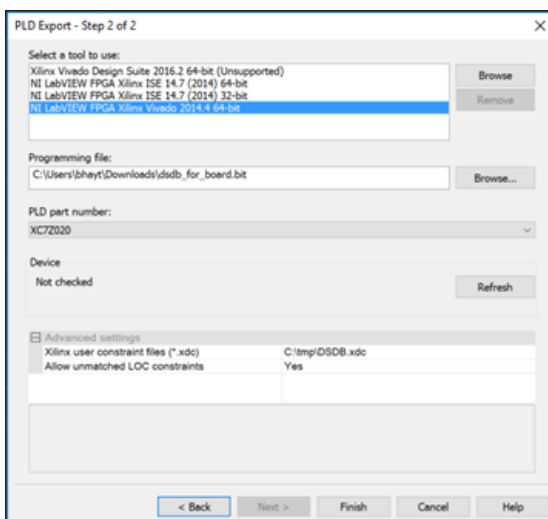 PLD Export - Step 2 of 2
Select a tool to use:
Xilinx Vivado Design Suite 2016.2 64-bit (Unsupported)
NI LabVIEW FPGA Xilinx ISE 14.7 (2014) 64-bit
NI LabVIEW FPGA Xilinx ISE 14.7 (2014) 32-bit
NI LabVIEW FPGA Xilinx Vivado 2014.4 64-bit
Browse
Remove
Programming file:
C:\Users\bhayt\Downloads\dsdb_for_board.bit
Browse...
PLD part number:
XC7Z020
Device
Not checked
Refresh
Advanced settings
Xilinx user constraint files (*.xdc) C:\tmp\DSDB.xdc
Allow unmatched LOC constraints Yes
< Back Next > Finish Cancel Help